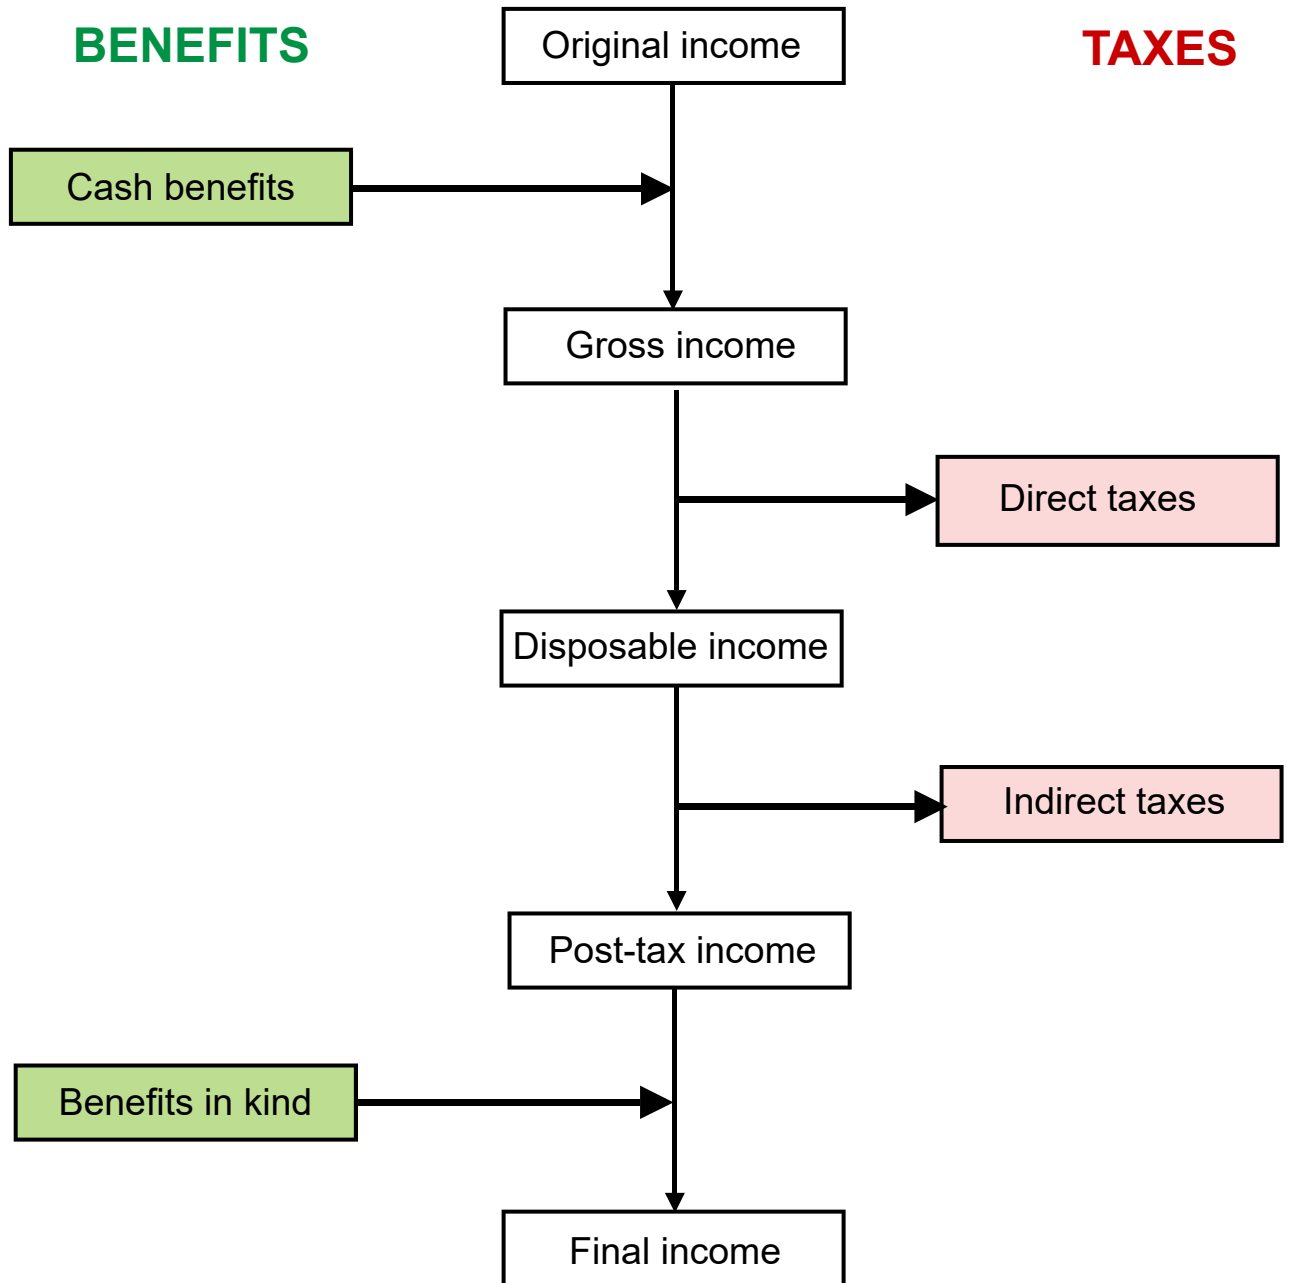 BENEFITS
Original income
TAXES
Cash benefits
Gross income
Direct taxes
Disposable income
Indirect taxes
Post-tax income
Benefits in kind
Final income